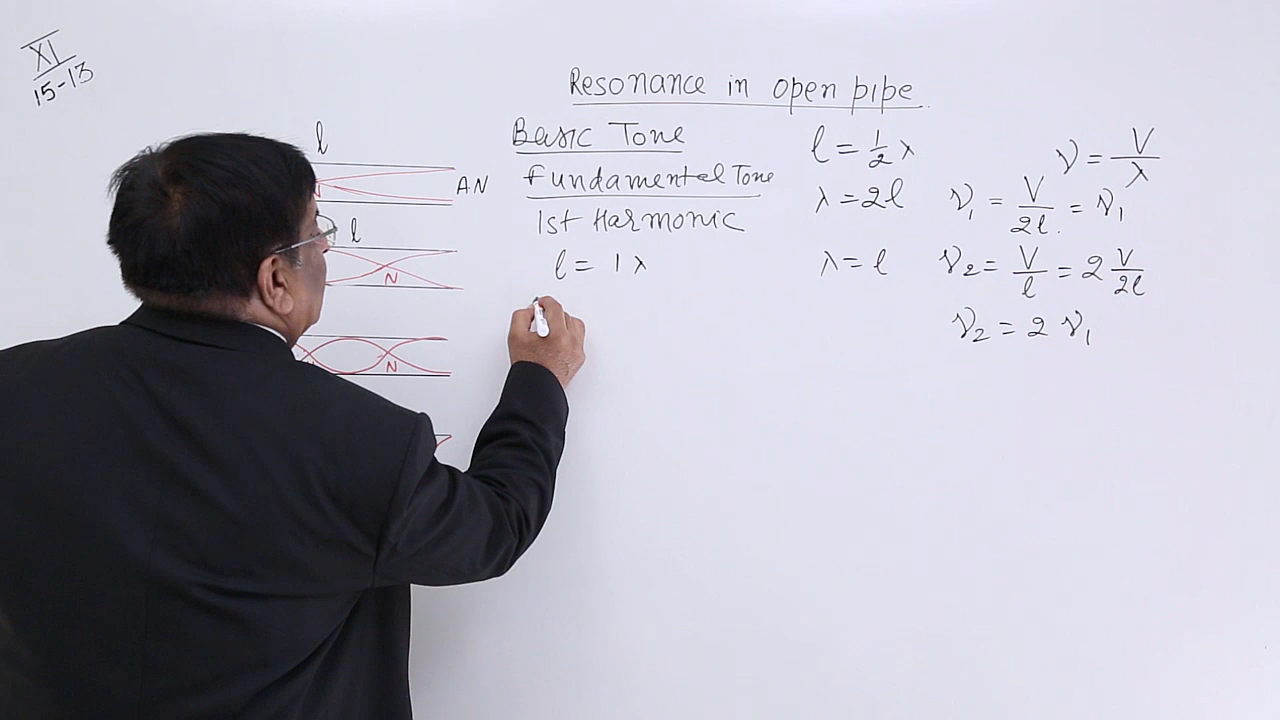 XI
15-13
Resonance in open pipe
l
N
AN
l
N
N
Basic Tone
Fundamental Tone
1st Harmonic
l = 1 λ
l = 1/2 λ
λ = 2l
λ = l
ν = V/λ
ν₁ = V/2l. = ν₁
ν₂ = V/l = 2 V/2l
ν₂ = 2 ν₁